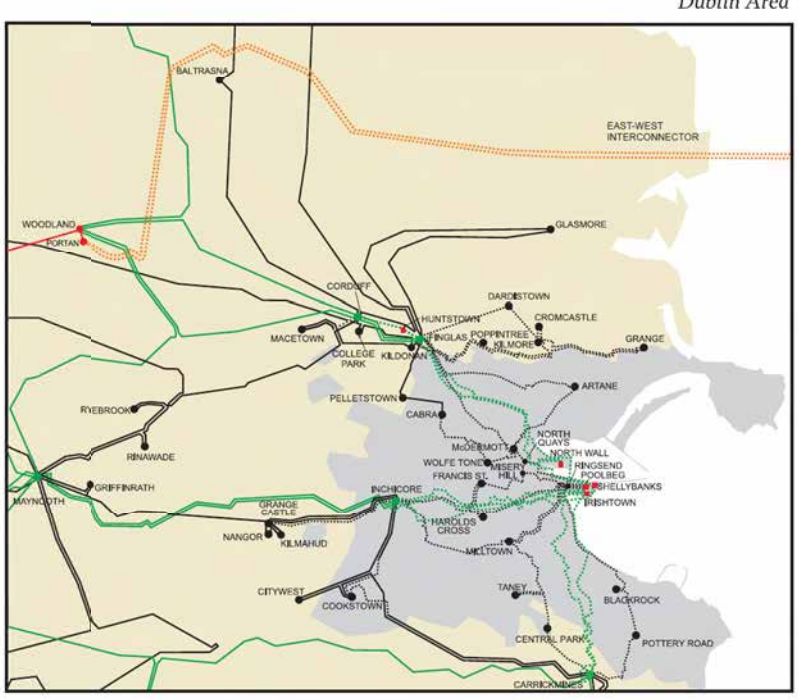 Dublin Area
BALTRASNA
EAST-WEST
INTERCONNECTOR
WOODLAND
PORTAN
GLASMORE
CORDUFF
DARDISTOWN
HUNTSTOWN
CROMCASTLE
MACETOWN
FINGLAS
POPPINTREE
KILMORE
GRANGE
COLLEGE
PARK
KILDONAN
ARTANE
PELLETSTOWN
CABRA
RYEBROOK
NORTH
QUAYS
McDERMOTT
NORTH WALL
RINAWADE
WOLFE TONE
MISERY
HILL
RINGSEND
POOLBEG
FRANCIS ST.
SHELLYBANKS
MAYNOOTH
GRIFFINRATH
INCHICORE
IRISHTOWN
GRANGE
CASTLE
HAROLDS
CROSS
NANGOR
KILMAHUD
MILLTOWN
CITYWEST
COOKSTOWN
TANEY
BLACKROCK
CENTRAL PARK
POTTERY ROAD
CARRICKMINES